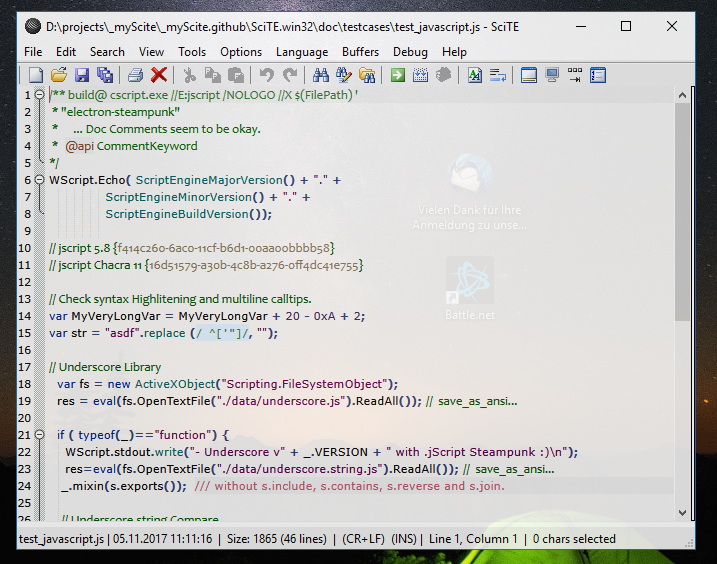 D:\projects\_myScite\_myScite.github\SciTE.win32\doc\testcases\test_javascript.js - SciTE
File Edit Search View Tools Options Language Buffers Debug Help
1 /** build@ cscript.exe //E:jscript /NOLOGO //X $(FilePath) '
2 * "electron-steampunk"
3 * ... Doc Comments seem to be okay.
4 * @api CommentKeyword
5 */
6 WScript.Echo( ScriptEngineMajorVersion() + "." +
7 ScriptEngineMinorVersion() + "." +
8 ScriptEngineBuildVersion());
Vielen Dank für Ihre
Anmeldung zu unse...
9
10 // jscript 5.8 {f414c260-6ac0-11cf-b6d1-00aa00bbbb58}
11 // jscript Chacra 11 {16d51579-a30b-4c8b-a276-0ff4dc41e755}
12
13 // Check syntax Highlitening and multiline calltips.
14 var MyVeryLongVar = MyVeryLongVar + 20 - 0xA + 2;
Battle.net
15 var str = "asdf".replace (/ ^['"]/, "");
16
17 // Underscore Library
18 var fs = new ActiveXObject("Scripting.FileSystemObject");
19 res = eval(fs.OpenTextFile("./data/underscore.js").ReadAll()); // save_as_ansi...
20
21 if ( typeof(_)=="function") {
22 WScript.stdout.write("- Underscore v" + _.VERSION + " with .jScript Steampunk :)\n");
23 res=eval(fs.OpenTextFile("./data/underscore.string.js").ReadAll()); // save_as_ansi...
24 _.mixin(s.exports()); /// without s.include, s.contains, s.reverse and s.join.
25
26 // Underscore string Compare
test_javascript.js | 05.11.2017 11:11:16 | Size: 1865 (46 lines) | (CR+LF) (INS) | Line 1, Column 1 | 0 chars selected